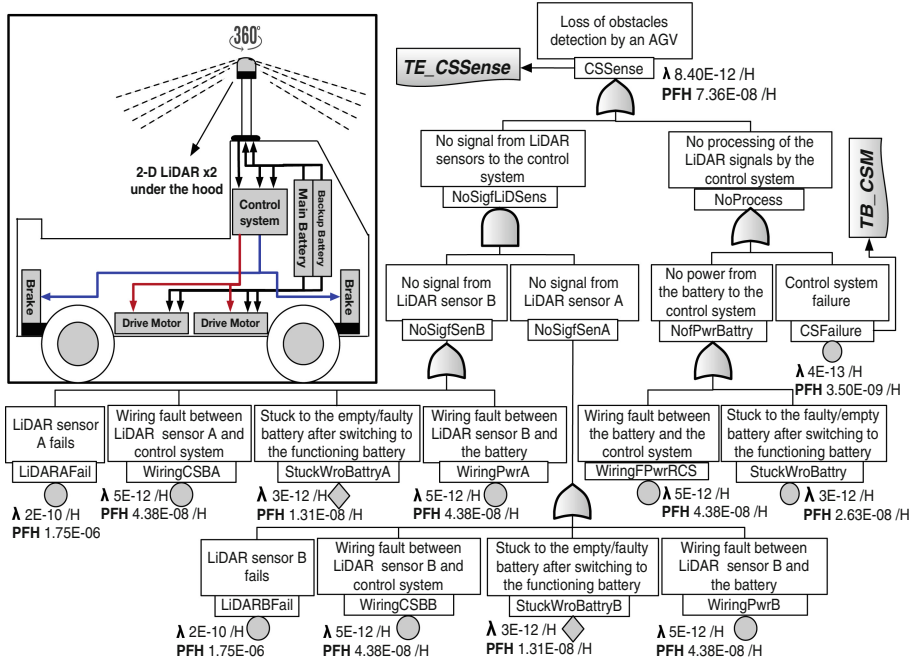 360°
2-D LiDAR x2
under the hood
Control
system
Main Battery
Backup Battery
Brake
Brake
Drive Motor
Drive Motor
Loss of obstacles
detection by an AGV
CSSense
TE_CSSense
λ 8.40E-12 /H
PFH 7.36E-08 /H
No signal from LiDAR
sensors to the control
system
NoSigfLiDSens
No processing of the
LiDAR signals by the
control system
NoProcess
TB_CSM
No signal from
LiDAR sensor B
NoSigfSenB
No signal from
LiDAR sensor A
NoSigfSenA
No power from
the battery to the
control system
NofPwrBattry
Control system
failure
CSFailure
λ 4E-13 /H
PFH 3.50E-09 /H
LiDAR sensor
A fails
LiDARAFail
λ 2E-10 /H
PFH 1.75E-06
Wiring fault between
LiDAR sensor A and
control system
WiringCSBA
λ 5E-12 /H
PFH 4.38E-08 /H
Stuck to the empty/faulty
battery after switching to
the functioning battery
StuckWroBattryA
λ 3E-12 /H
PFH 1.31E-08 /H
Wiring fault between
LiDAR sensor B and
the battery
WiringPwrA
λ 5E-12 /H
PFH 4.38E-08 /H
Wiring fault between
the battery and the
control system
WiringFPwrRCS
λ 5E-12 /H
PFH 4.38E-08 /H
Stuck to the faulty/empty
battery after switching to
the functioning battery
StuckWroBattry
λ 3E-12 /H
PFH 2.63E-08 /H
LiDAR sensor B
fails
LiDARBFail
λ 2E-10 /H
PFH 1.75E-06
Wiring fault between
LiDAR sensor B and
control system
WiringCSBB
λ 5E-12 /H
PFH 4.38E-08 /H
Stuck to the empty/faulty
battery after switching to
the functioning battery
StuckWroBattryB
λ 3E-12 /H
PFH 1.31E-08 /H
Wiring fault between
LiDAR sensor B and
the battery
WiringPwrB
λ 5E-12 /H
PFH 4.38E-08 /H